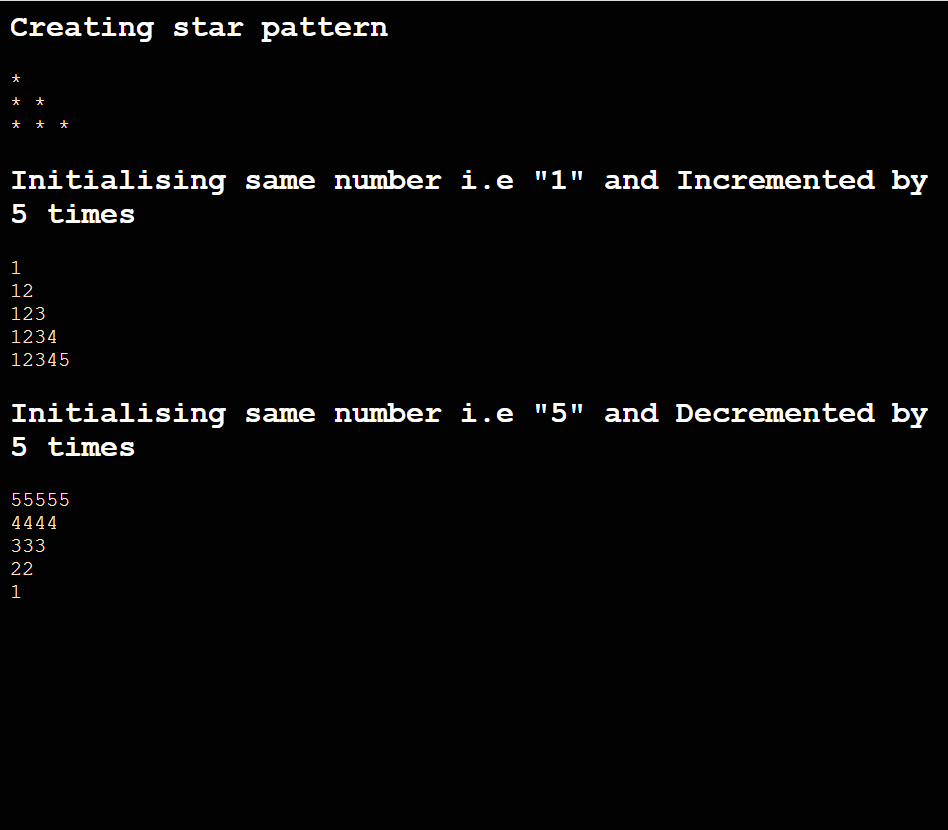 Creating star pattern
*
* *
* * *
Initialising same number i.e "1" and Incremented by
5 times
1
12
123
1234
12345
Initialising same number i.e "5" and Decremented by
5 times
55555
4444
333
22
1